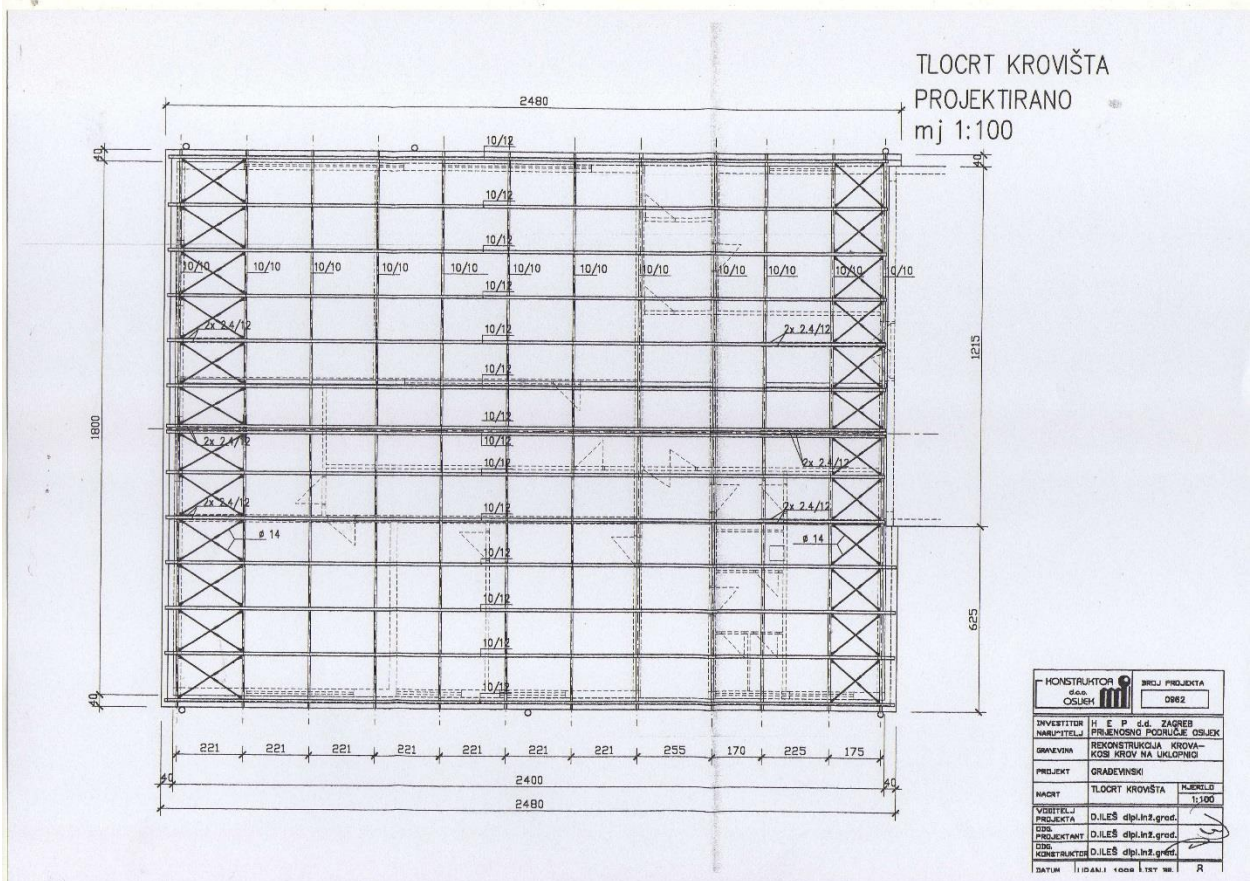 TLOCRT KROVIŠTA
PROJEKTIRANO
mj 1:100
2480
40
10/12
40
10/12
10/12
10/10 10/10 10/10 10/10 10/10 10/10 10/10 10/10 10/10 10/10 10/10 0/10
10/12
2x 2.4/12 10/12 2x 2.4/12
1215
10/12
1800
10/12
2x 2.4/12 10/12
10/12 2x 2.4/12
2x 2.4/12 10/12 2x 2.4/12
ø 14 ø 14
10/12
10/12
625
10/12
40
10/12
221 221 221 221 221 221 221 255 170 225 175
40 2400 40
2480
KONSTRUKTOR
d.o.o.
OSIJEK
BROJ PROJEKTA
0962
INVESTITOR H E P d.d. ZAGREB
NARUČITELJ PRIJENOSNO PODRUČJE OSIJEK
GRAĐEVINA REKONSTRUKCIJA KROVA-
KOSI KROV NA UKLOPNICI
PROJEKT GRAĐEVINSKI
NACRT TLOCRT KROVIŠTA MJERILO
1:100
VODITELJ
PROJEKTA D.ILEŠ dipl.inž.građ.
ODG.
PROJEKTANT D.ILEŠ dipl.inž.građ.
ODG.
KONSTRUKTOR D.ILEŠ dipl.inž.građ.
DATUM LIPANJ, 1998 LIST BR. 8